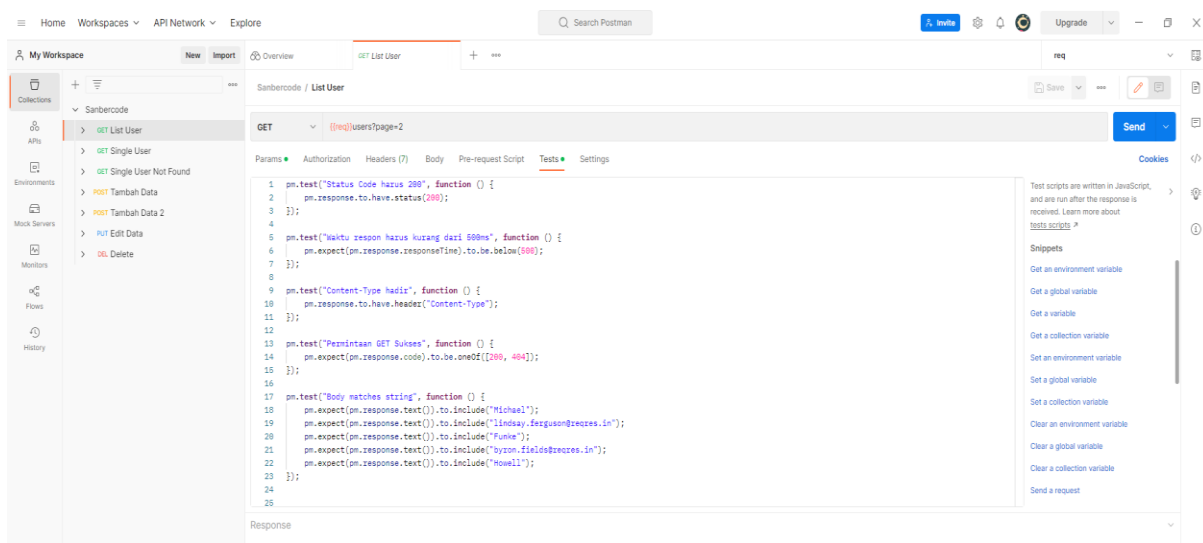 Home Workspaces API Network Explore Search Postman Invite Upgrade
My Workspace New Import Overview GET List User req
Collections
APIs
Environments
Mock Servers
Monitors
Flows
History
Sanbercode
GET List User
GET Single User
GET Single User Not Found
POST Tambah Data
POST Tambah Data 2
PUT Edit Data
DEL Delete
Sanbercode / List User Save
GET {{req}}users?page=2 Send
Params Authorization Headers (7) Body Pre-request Script Tests Settings Cookies
1 pm.test("Status Code harus 200", function () {
2 pm.response.to.have.status(200);
3 });
4
5 pm.test("Waktu respon harus kurang dari 500ms", function () {
6 pm.expect(pm.response.responseTime).to.be.below(500);
7 });
8
9 pm.test("Content-Type hadir", function () {
10 pm.response.to.have.header("Content-Type");
11 });
12
13 pm.test("Permintaan GET Sukses", function () {
14 pm.expect(pm.response.code).to.be.oneOf([200, 404]);
15 });
16
17 pm.test("Body matches string", function () {
18 pm.expect(pm.response.text()).to.include("Michael");
19 pm.expect(pm.response.text()).to.include("lindsay.ferguson@reqres.in");
20 pm.expect(pm.response.text()).to.include("Funke");
21 pm.expect(pm.response.text()).to.include("byron.fields@reqres.in");
22 pm.expect(pm.response.text()).to.include("Howell");
23 });
24
25
Test scripts are written in JavaScript,
and are run after the response is
received. Learn more about
tests scripts
Snippets
Get an environment variable
Get a global variable
Get a variable
Get a collection variable
Set an environment variable
Set a global variable
Set a collection variable
Clear an environment variable
Clear a global variable
Clear a collection variable
Send a request
Response